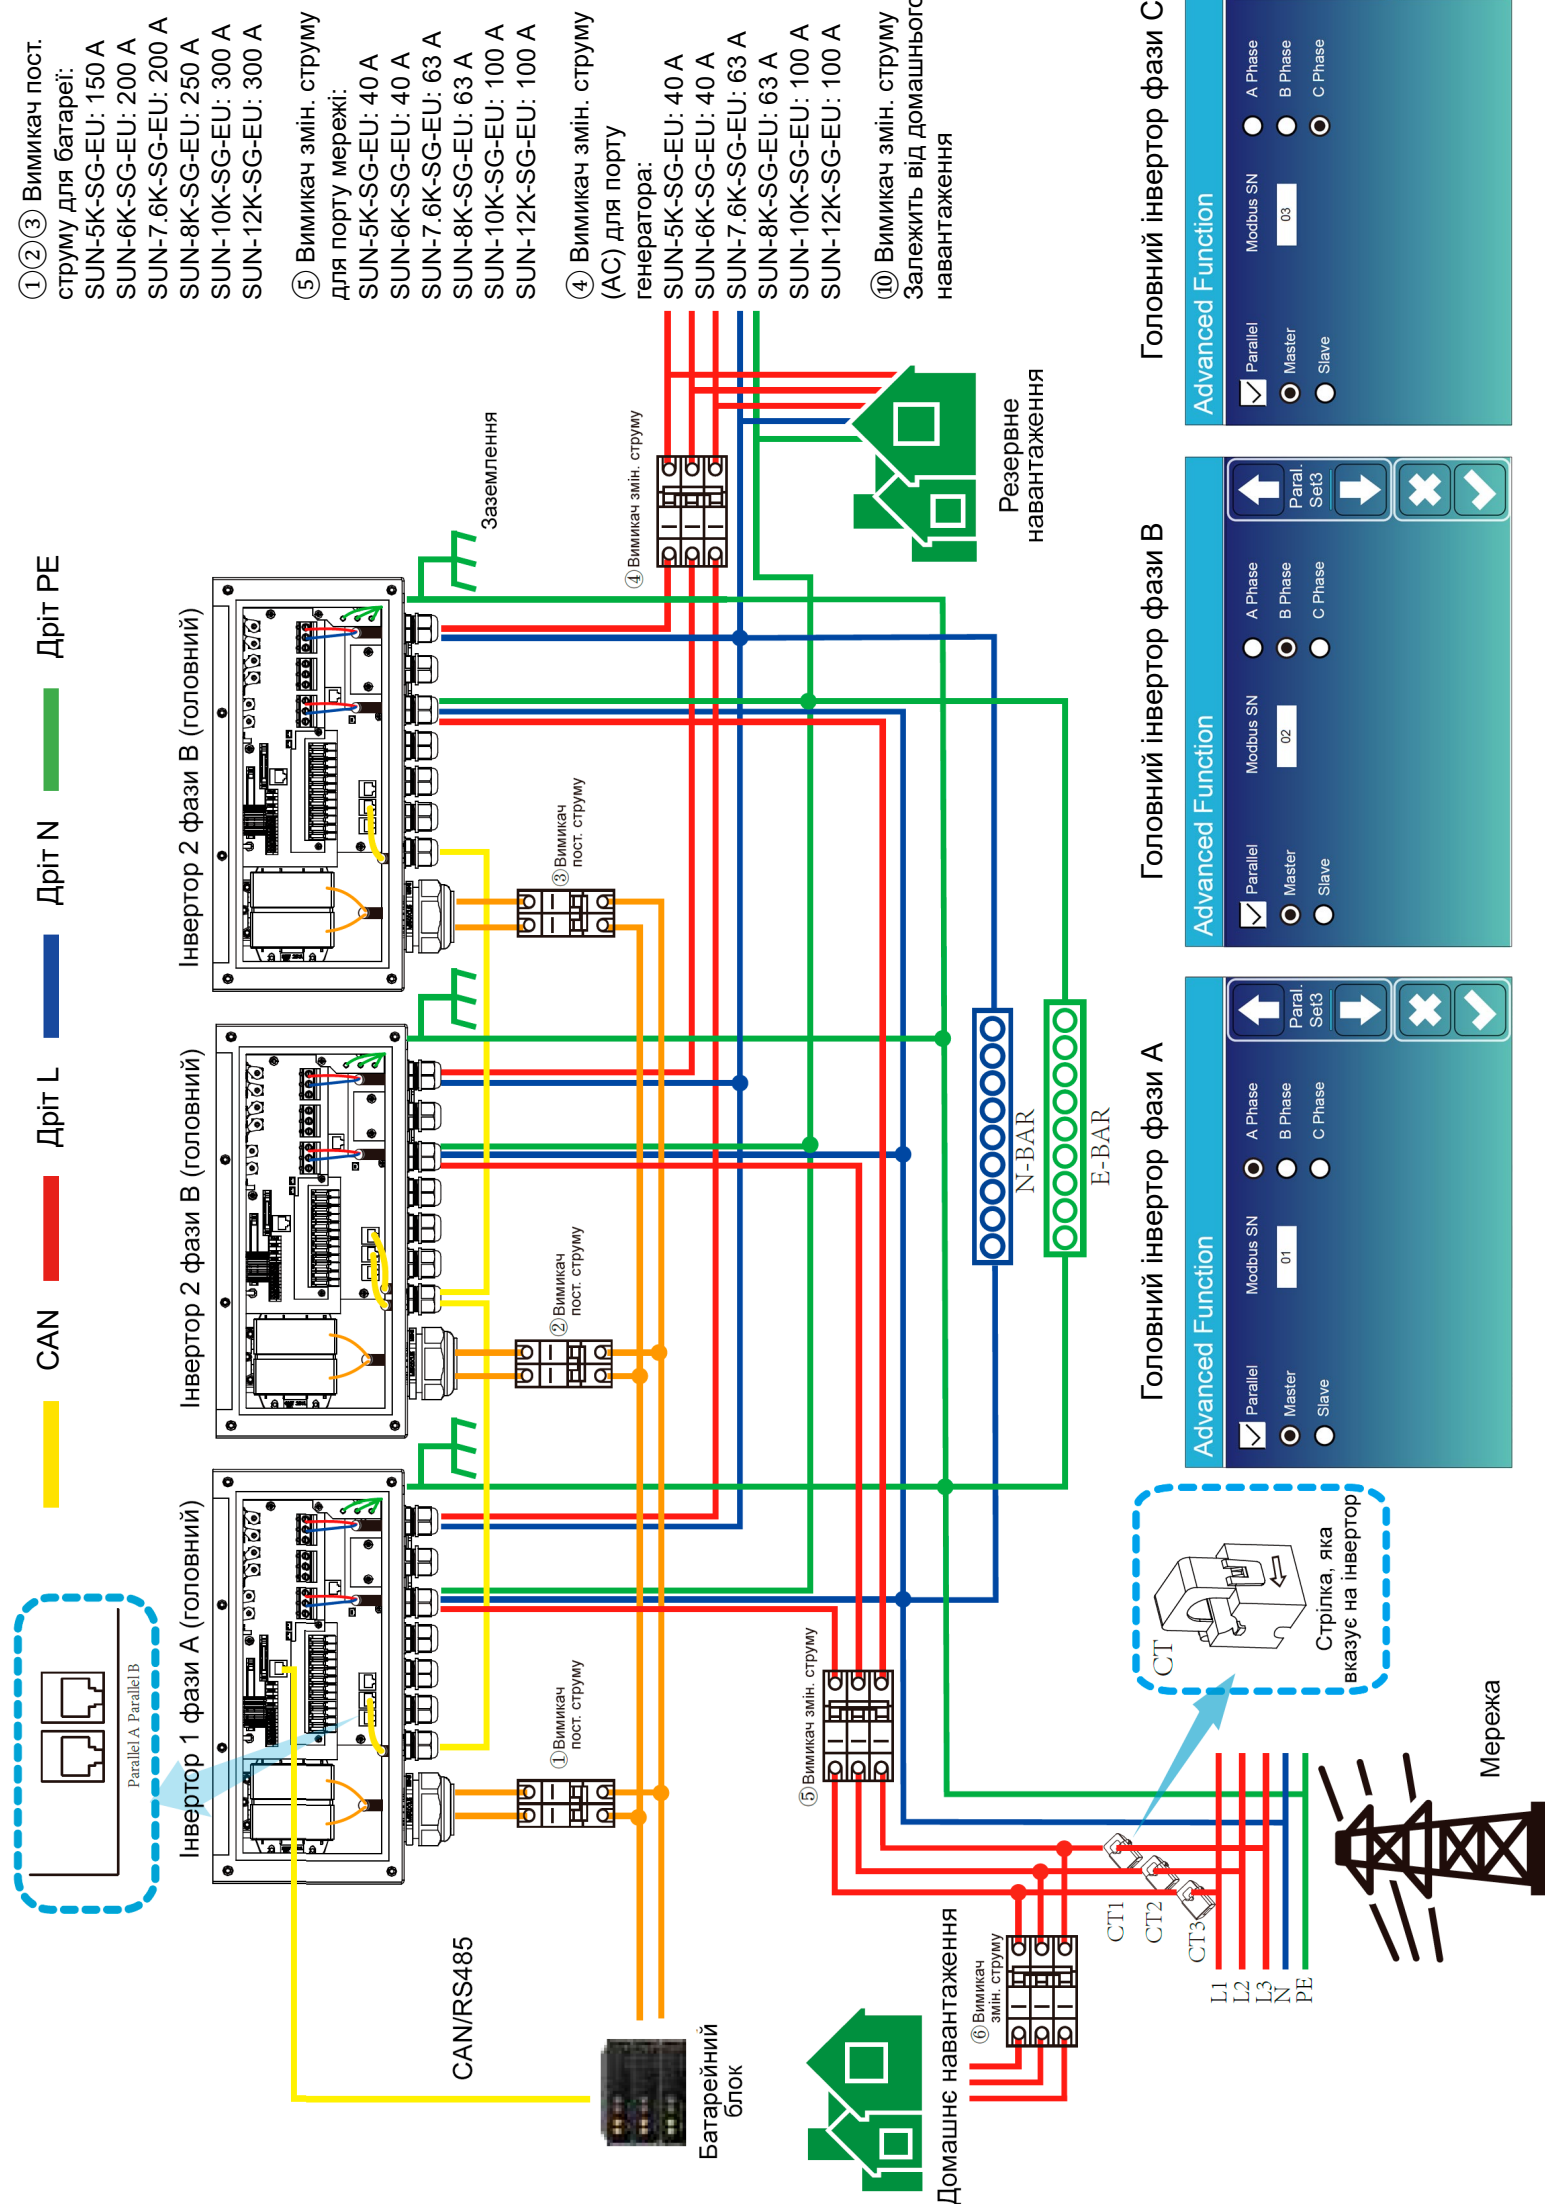 CAN
Дріт L
Дріт N
Дріт PE
Parallel A Parallel B
Інвертор 1 фази A (головний)
Інвертор 2 фази B (головний)
Інвертор 2 фази B (головний)
① ② ③ Вимикач пост.
струму для батареї:
SUN-5K-SG-EU: 150 A
SUN-6K-SG-EU: 200 A
SUN-7.6K-SG-EU: 200 A
SUN-8K-SG-EU: 250 A
SUN-10K-SG-EU: 300 A
SUN-12K-SG-EU: 300 A
⑤ Вимикач змін. струму
для порту мережі:
SUN-5K-SG-EU: 40 A
SUN-6K-SG-EU: 40 A
SUN-7.6K-SG-EU: 63 A
SUN-8K-SG-EU: 63 A
SUN-10K-SG-EU: 100 A
SUN-12K-SG-EU: 100 A
④ Вимикач змін. струму
(AC) для порту
генератора:
SUN-5K-SG-EU: 40 A
SUN-6K-SG-EU: 40 A
SUN-7.6K-SG-EU: 63 A
SUN-8K-SG-EU: 63 A
SUN-10K-SG-EU: 100 A
SUN-12K-SG-EU: 100 A
⑩ Вимикач змін. струму
Залежить від домашнього
навантаження
Заземлення
CAN/RS485
① Вимикач
пост. струму
② Вимикач
пост. струму
③ Вимикач
пост. струму
④ Вимикач змін. струму
Батарейний
блок
Резервне
навантаження
⑤ Вимикач змін. струму
N-BAR
E-BAR
Домашнє навантаження
⑥ Вимикач
змін. струму
CT1
CT2
CT3
L1
L2
L3
N
PE
CT
Стрілка, яка
вказує на інвертор
Мережа
Головний інвертор фази A
Advanced Function
Parallel
Modbus SN
A Phase
Master
01
B Phase
Slave
C Phase
Paral.
Set3
Головний інвертор фази B
Advanced Function
Parallel
Modbus SN
A Phase
Master
02
B Phase
Slave
C Phase
Paral.
Set3
Головний інвертор фази C
Advanced Function
Parallel
Modbus SN
A Phase
Master
03
B Phase
Slave
C Phase